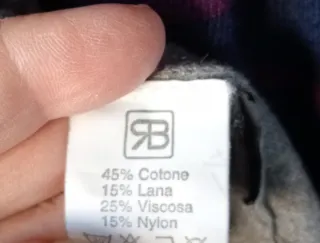 RB
45% Cotone
15% Lana
25% Viscosa
15% Nylon